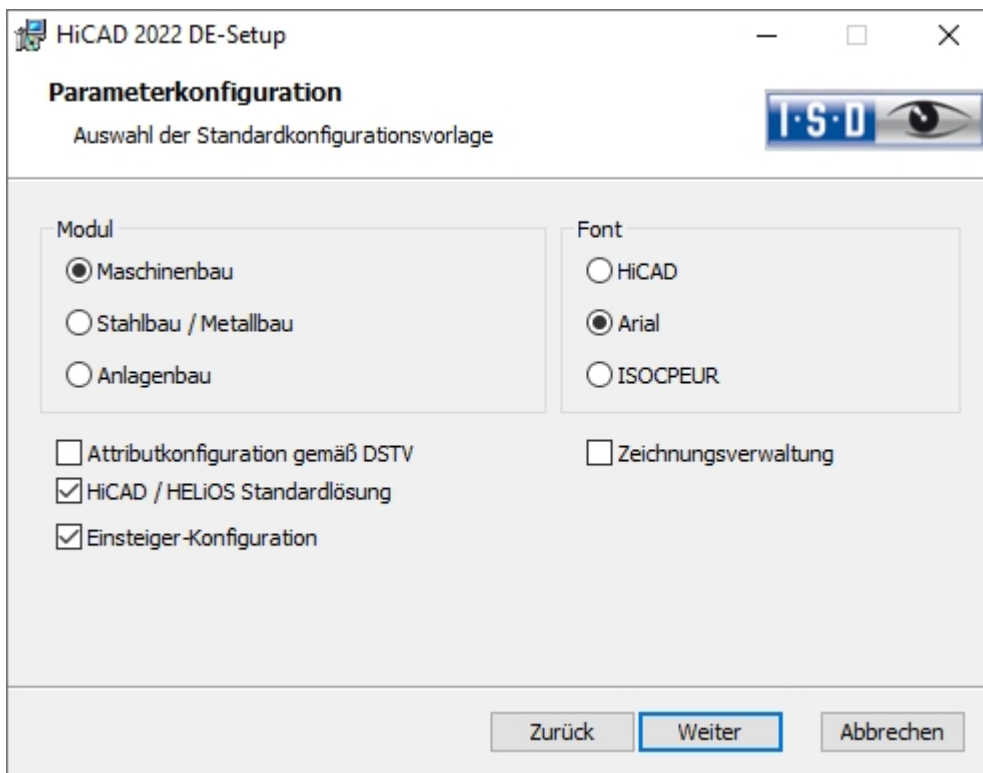 HiCAD 2022 DE-Setup
Parameterkonfiguration
Auswahl der Standardkonfigurationsvorlage
I·S·D
Modul
Maschinenbau
Stahlbau / Metallbau
Anlagenbau
Font
HiCAD
Arial
ISOCPEUR
Attributkonfiguration gemäß DSTV
HiCAD / HELiOS Standardlösung
Einsteiger-Konfiguration
Zeichnungsverwaltung
Zurück
Weiter
Abbrechen